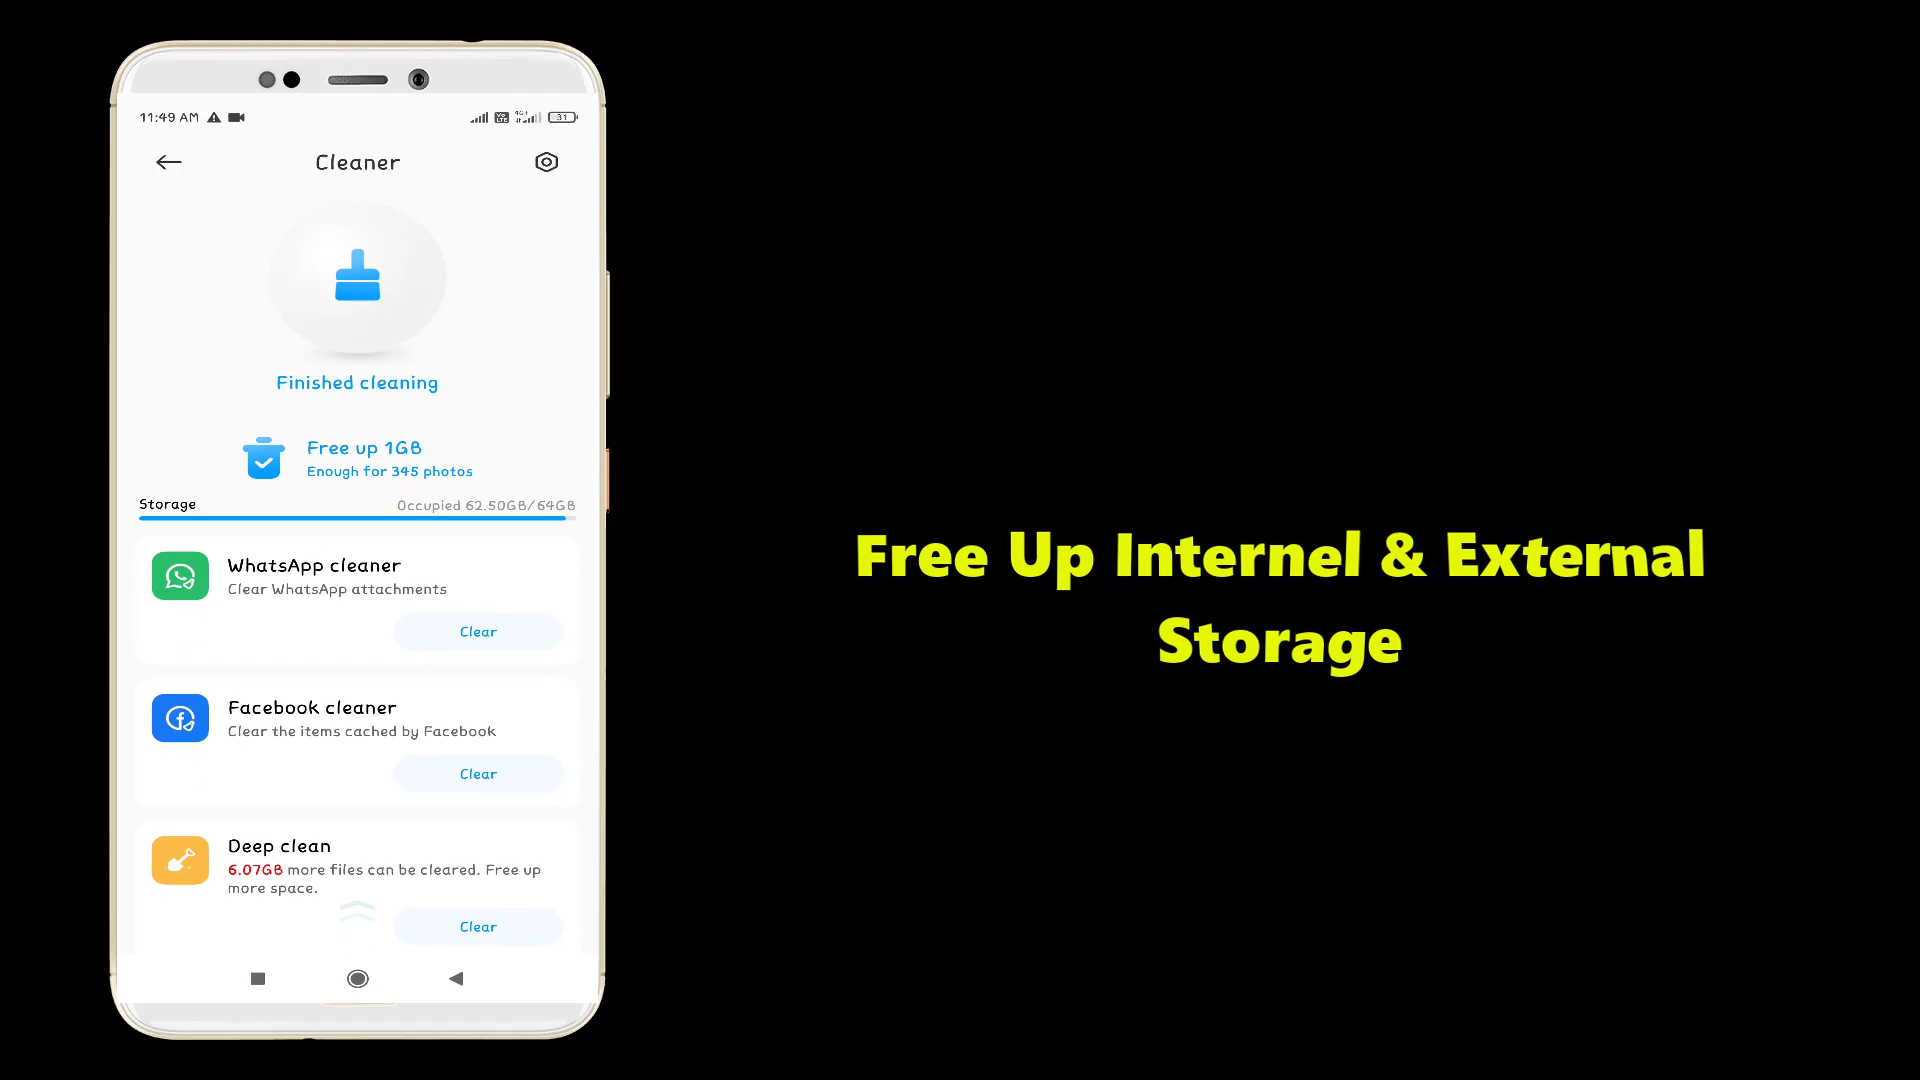 11:49 AM
31
Cleaner
Finished cleaning
Free up 1GB
Enough for 345 photos
Storage
Occupied 62.50GB/64GB
WhatsApp cleaner
Clear WhatsApp attachments
Clear
Facebook cleaner
Clear the items cached by Facebook
Clear
Deep clean
6.07GB more files can be cleared. Free up
more space.
Clear
Free Up Internel & External
Storage